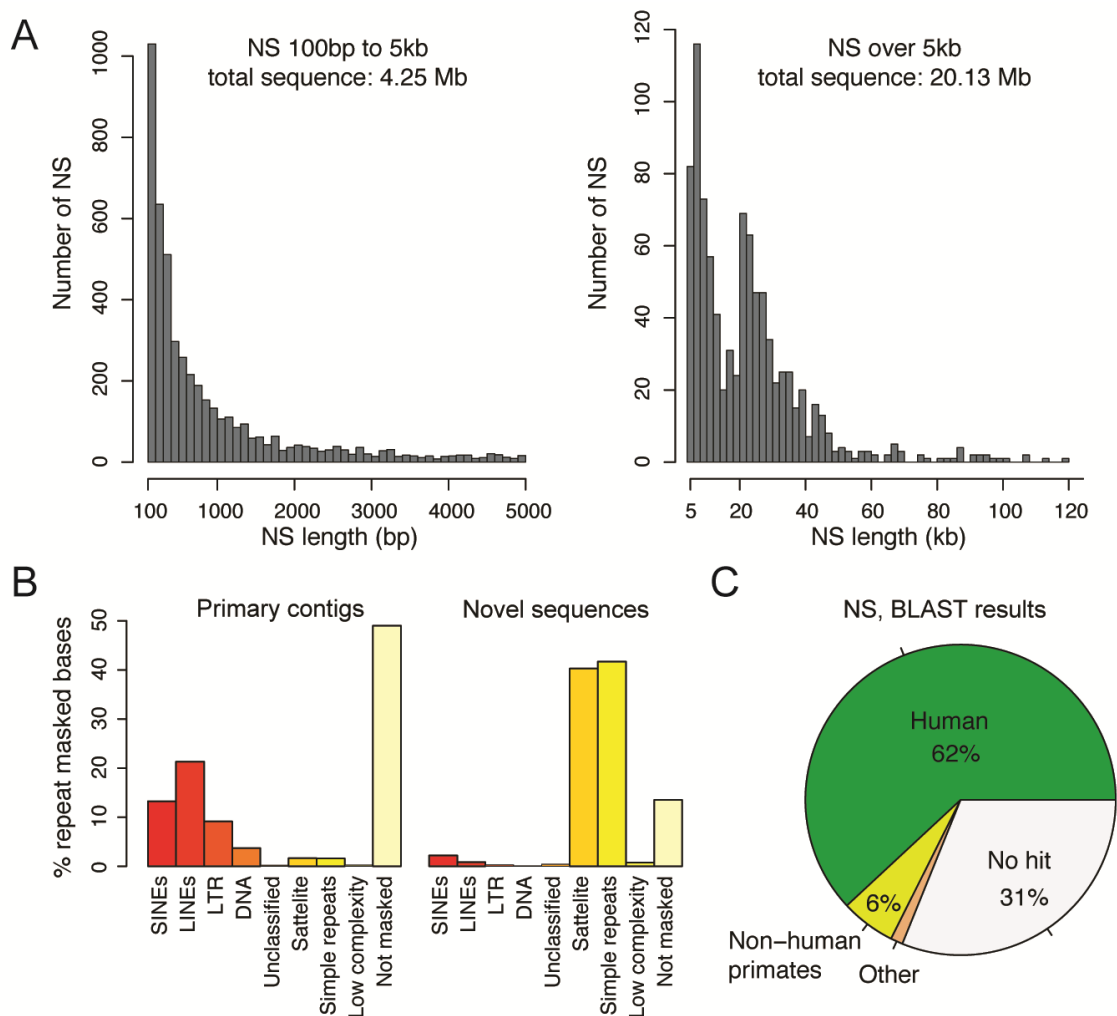 A
NS 100bp to 5kb
total sequence: 4.25 Mb
Number of NS
1000
800
600
400
200
0
100
1000
2000
3000
4000
5000
NS length (bp)
NS over 5kb
total sequence: 20.13 Mb
Number of NS
120
100
80
60
40
20
0
5
20
40
60
80
100
120
NS length (kb)
B
Primary contigs
Novel sequences
% repeat masked bases
50
40
30
20
10
0
SINEs
LINEs
LTR
DNA
Unclassified
Sattelite
Simple repeats
Low complexity
Not masked
SINEs
LINEs
LTR
DNA
Unclassified
Sattelite
Simple repeats
Low complexity
Not masked
C
NS, BLAST results
Human
62%
No hit
31%
6%
Non-human
primates
Other